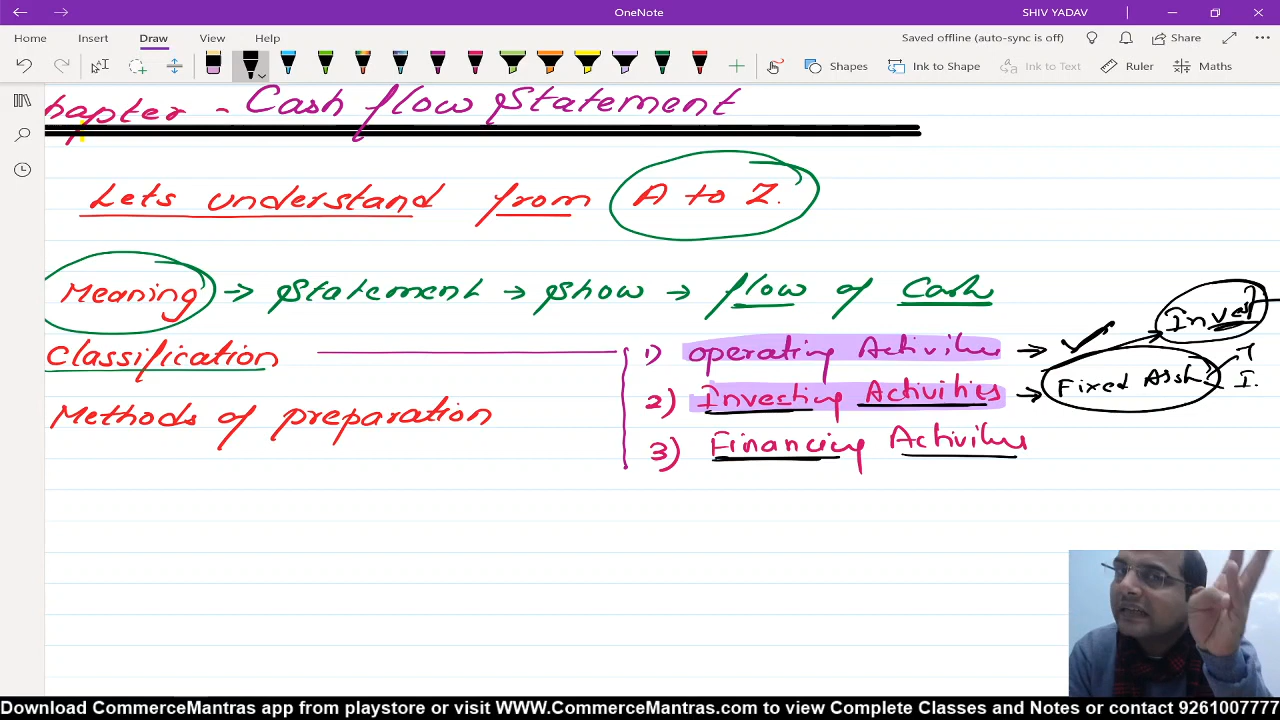 OneNote
SHIV YADAV
Home Insert Draw View Help
Saved offline (auto-sync is off) Share
Shapes Ink to Shape Ink to Text Ruler Maths
hapter - Cash flow Statement
Lets understand from A to Z.
Meaning → Statement → Show → flow of Cash
Classification
1) operating Activities →
Invest
2) Investing Activities → Fixed Assts
T
I.
Methods of preparation
3) Financing Activities
Download CommerceMantras app from playstore or visit WWW.CommerceMantras.com to view Complete Classes and Notes or contact 9261007777